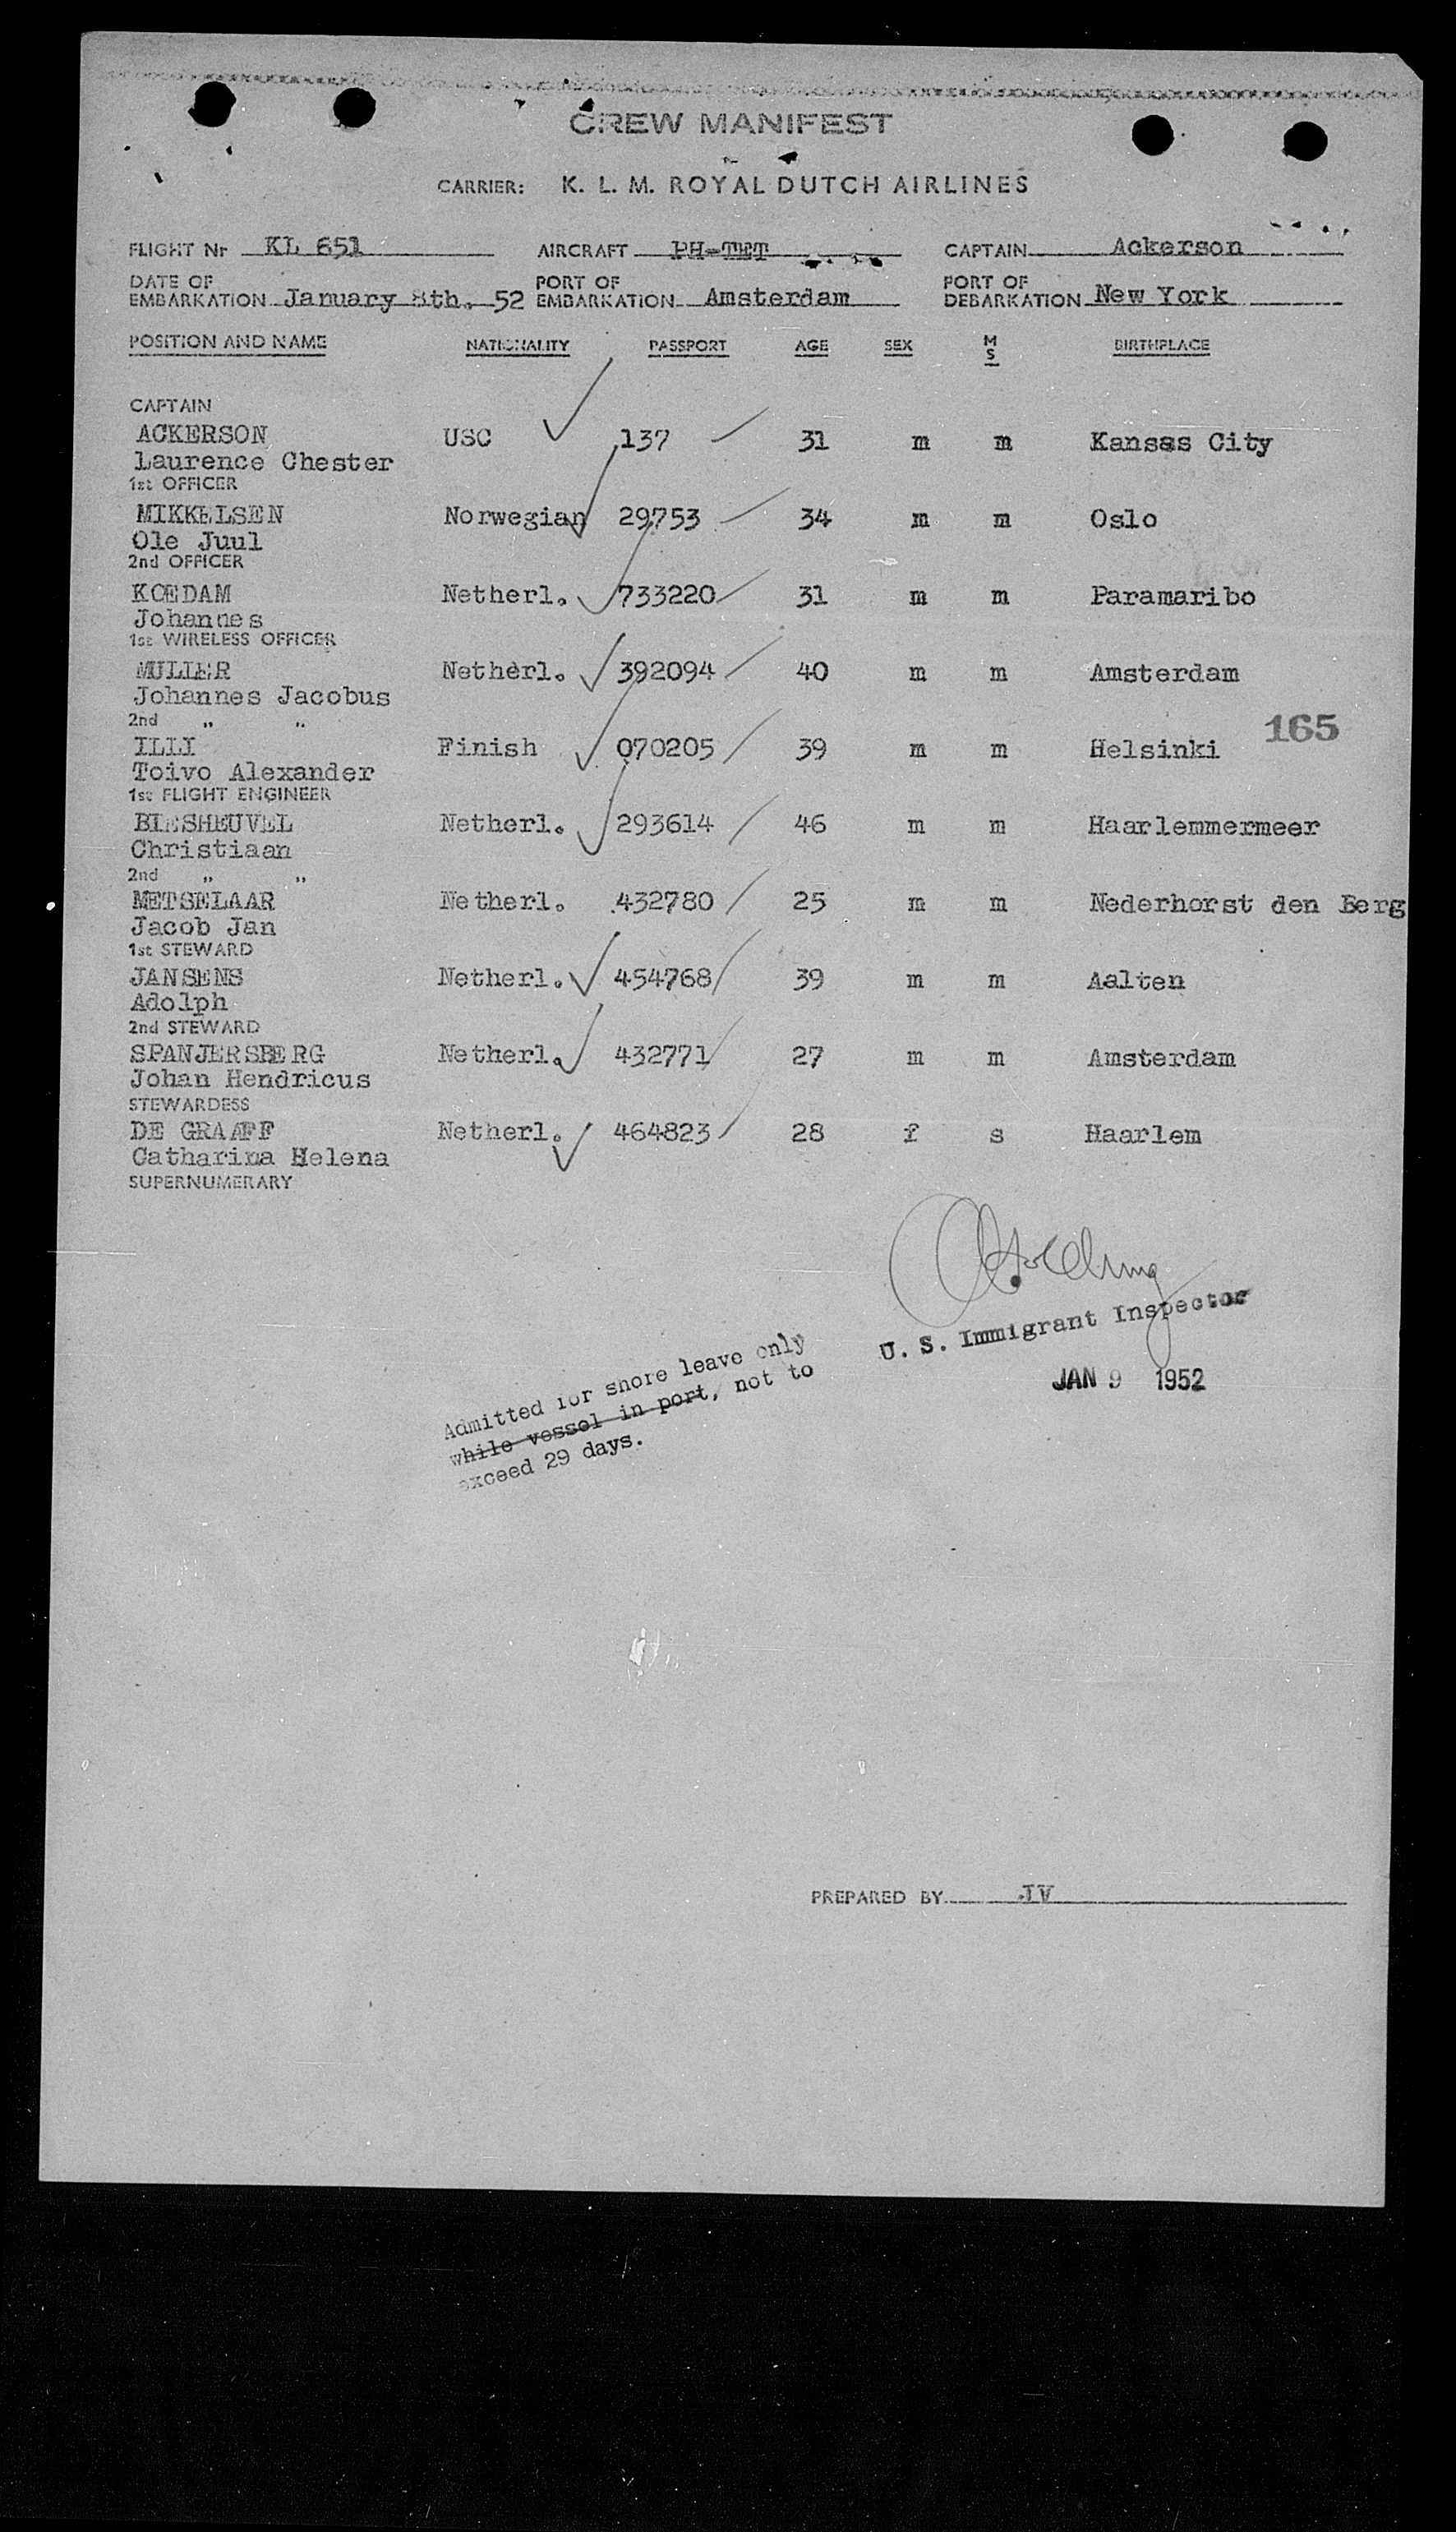 CREW MANIFEST
CARRIER: K. L. M. ROYAL DUTCH AIRLINES
FLIGHT Nr KL 651 AIRCRAFT PH-TET CAPTAIN Ackerson
DATE OF EMBARKATION January 8th. 52 PORT OF EMBARKATION Amsterdam PORT OF DEBARKATION New York
POSITION AND NAME NATIONALITY PASSPORT AGE SEX M S BIRTHPLACE
CAPTAIN
ACKERSON USC 137 31 m m Kansas City
Laurence Chester
1st OFFICER
MIKKELSEN Norwegian 29753 34 m m Oslo
Ole Juul
2nd OFFICER
KOEDAM Netherl. 733220 31 m m Paramaribo
Johannes
1st WIRELESS OFFICER
MULLER Netherl. 392094 40 m m Amsterdam
Johannes Jacobus
2nd " "
165
ILLI Finish 070205 39 m m Helsinki
Toivo Alexander
1st FLIGHT ENGINEER
BIESHEUVEL Netherl. 293614 46 m m Haarlemmermeer
Christiaan
2nd " "
METSELAAR Netherl. 432780 25 m m Nederhorst den Berg
Jacob Jan
1st STEWARD
JANSENS Netherl. 454768 39 m m Aalten
Adolph
2nd STEWARD
SPANJERSBERG Netherl. 432771 27 m m Amsterdam
Johan Hendricus
STEWARDESS
DE GRAAFF Netherl. 464823 28 f s Haarlem
Catharina Helena
SUPERNUMERARY
U. S. Immigrant Inspector
JAN 9 1952
Admitted for shore leave only
while vessel in port, not to
exceed 29 days.
PREPARED BY JV